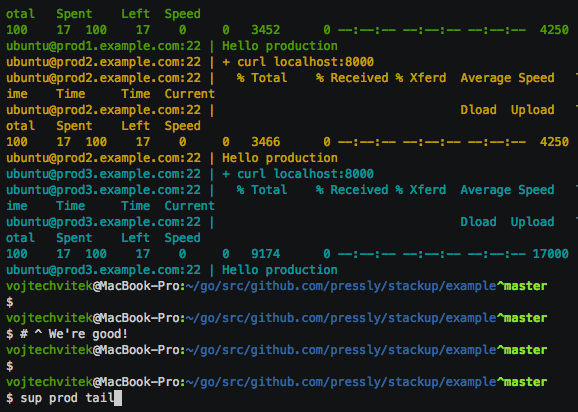 otal   Spent    Left  Speed
100    17  100    17    0     0   3452      0 --:--:-- --:--:-- --:--:--  4250
ubuntu@prod1.example.com:22 | Hello production
ubuntu@prod2.example.com:22 | + curl localhost:8000
ubuntu@prod2.example.com:22 |   % Total    % Received % Xferd  Average Speed   T
ime    Time     Time  Current
ubuntu@prod2.example.com:22 |                                  Dload  Upload   T
otal   Spent    Left  Speed
100    17  100    17    0     0   3466      0 --:--:-- --:--:-- --:--:--  4250
ubuntu@prod2.example.com:22 | Hello production
ubuntu@prod3.example.com:22 | + curl localhost:8000
ubuntu@prod3.example.com:22 |   % Total    % Received % Xferd  Average Speed   T
ime    Time     Time  Current
ubuntu@prod3.example.com:22 |                                  Dload  Upload   T
otal   Spent    Left  Speed
100    17  100    17    0     0   9174      0 --:--:-- --:--:-- --:--:-- 17000
ubuntu@prod3.example.com:22 | Hello production
vojtechvitek@MacBook-Pro:~/go/src/github.com/pressly/stackup/example^master
$
vojtechvitek@MacBook-Pro:~/go/src/github.com/pressly/stackup/example^master
$ # ^ We're good!
vojtechvitek@MacBook-Pro:~/go/src/github.com/pressly/stackup/example^master
$
vojtechvitek@MacBook-Pro:~/go/src/github.com/pressly/stackup/example^master
$ sup prod tail